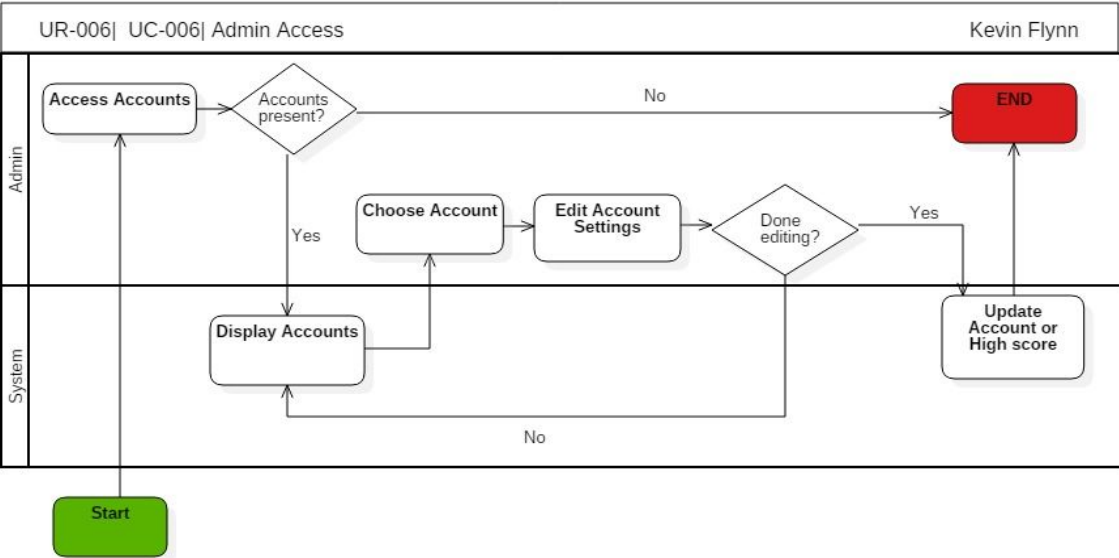 UR-006| UC-006| Admin Access
Kevin Flynn
Admin
Access Accounts
Accounts
present?
No
END
Yes
Choose Account
Edit Account
Settings
Done
editing?
Yes
System
Display Accounts
Update
Account or
High score
No
Start